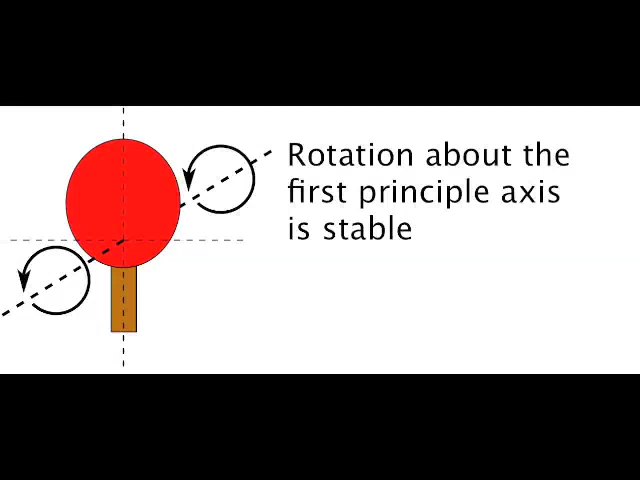 Rotation about the
first principle axis
is stable